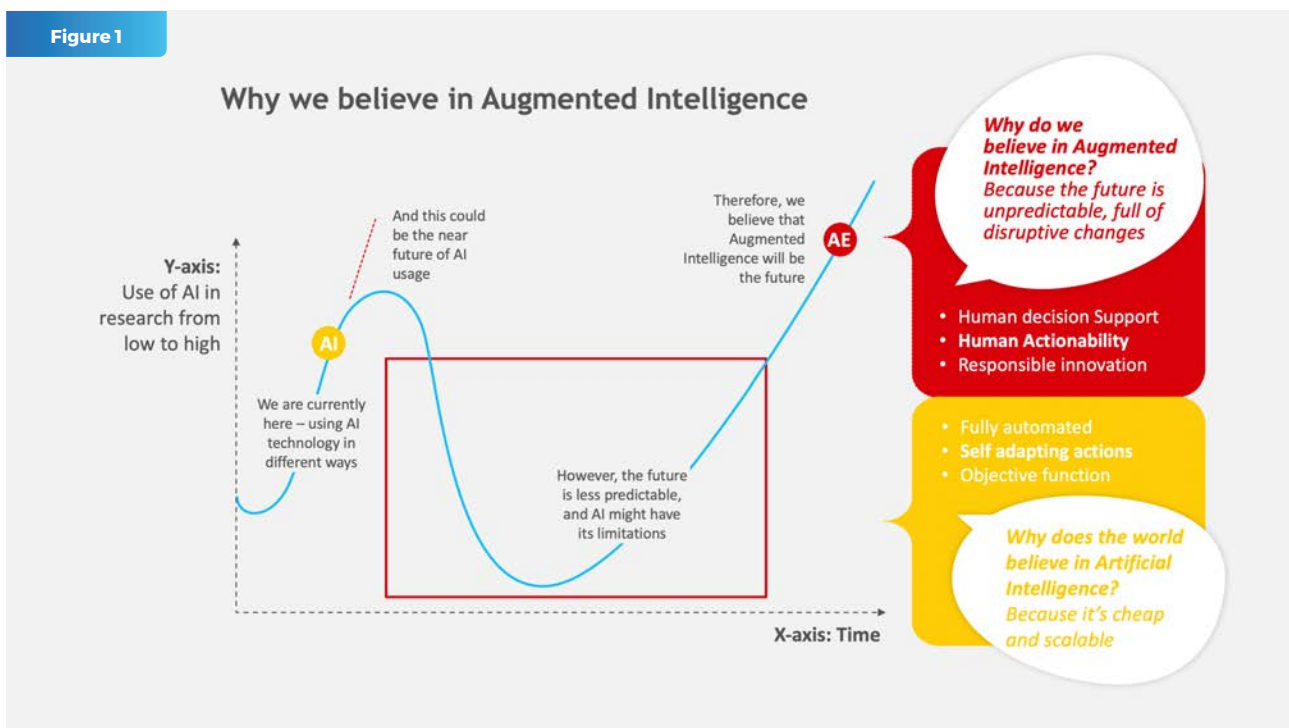 Figure 1
Why we believe in Augmented Intelligence
Y-axis:
Use of AI in
research from
low to high
AI
We are currently
here – using AI
technology in
different ways
And this could
be the near
future of AI
usage
However, the future
is less predictable,
and AI might have
its limitations
Therefore, we
believe that
Augmented
Intelligence will be
the future
AE
X-axis: Time
Why do we
believe in Augmented
Intelligence?
Because the future is
unpredictable, full of
disruptive changes
• Human decision Support
• Human Actionability
• Responsible innovation
• Fully automated
• Self adapting actions
• Objective function
Why does the world
believe in Artificial
Intelligence?
Because it's cheap
and scalable